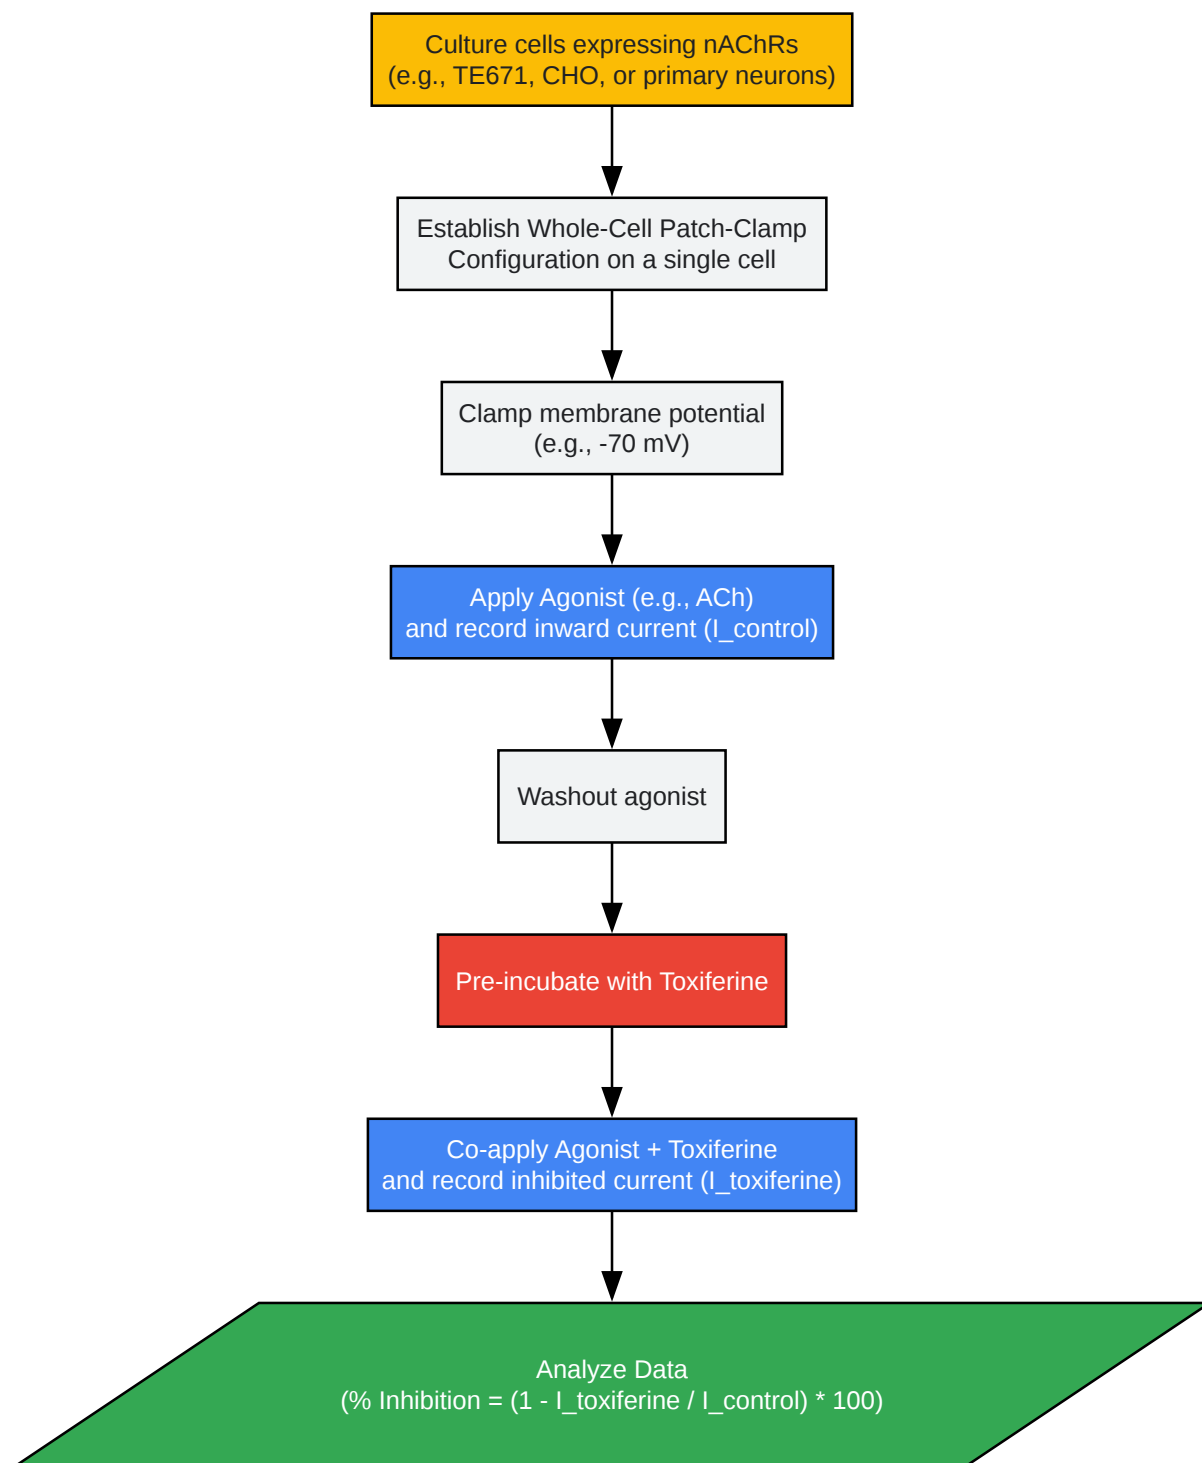 Culture cells expressing nAChRs
(e.g., TE671, CHO, or primary neurons)
Establish Whole-Cell Patch-Clamp
Configuration on a single cell
Clamp membrane potential
(e.g., -70 mV)
Apply Agonist (e.g., ACh)
and record inward current (I_control)
Washout agonist
Pre-incubate with Toxiferine
Co-apply Agonist + Toxiferine
and record inhibited current (I_toxiferine)
Analyze Data
(% Inhibition = (1 - I_toxiferine / I_control) * 100)